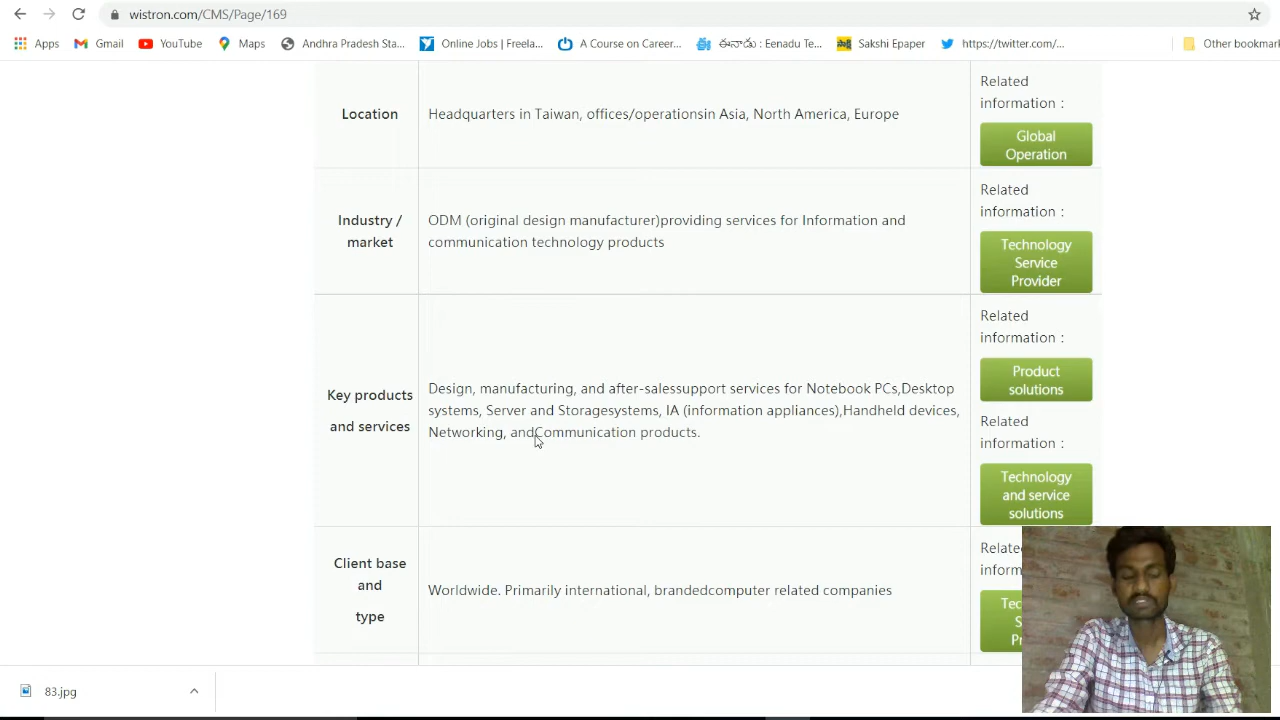 wistron.com/CMS/Page/169
Apps
Gmail
YouTube
Maps
Andhra Pradesh Sta...
Online Jobs | Freela...
A Course on Career...
ఈనాడు : Eenadu Te...
Sakshi Epaper
https://twitter.com/...
Other bookmar
Location
Headquarters in Taiwan, offices/operationsin Asia, North America, Europe
Related
information :
Global
Operation
Industry /
market
ODM (original design manufacturer)providing services for Information and
communication technology products
Related
information :
Technology
Service
Provider
Key products
and services
Design, manufacturing, and after-salessupport services for Notebook PCs,Desktop
systems, Server and Storagesystems, IA (information appliances),Handheld devices,
Networking, andCommunication products.
Related
information :
Product
solutions
Related
information :
Technology
and service
solutions
Client base
and
type
Worldwide. Primarily international, brandedcomputer related companies
Relate
inform
Tec
S
Pr
83.jpg